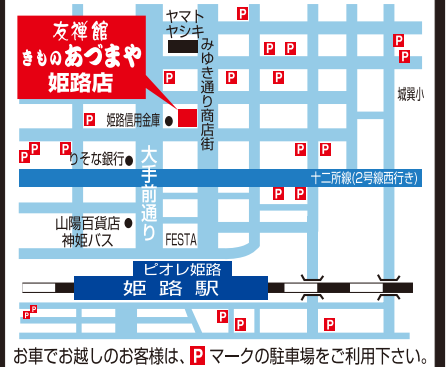 友禅館
きものあづまや
姫路店
ヤマト
ヤシキ
みゆき通り商店街
城巽小
P 姫路信用金庫
りそな銀行
大手前通り
十二所線(2号線西行き)
山陽百貨店
神姫バス
FESTA
ピオレ姫路
姫路駅
お車でお越しのお客様は、Pマークの駐車場をご利用下さい。